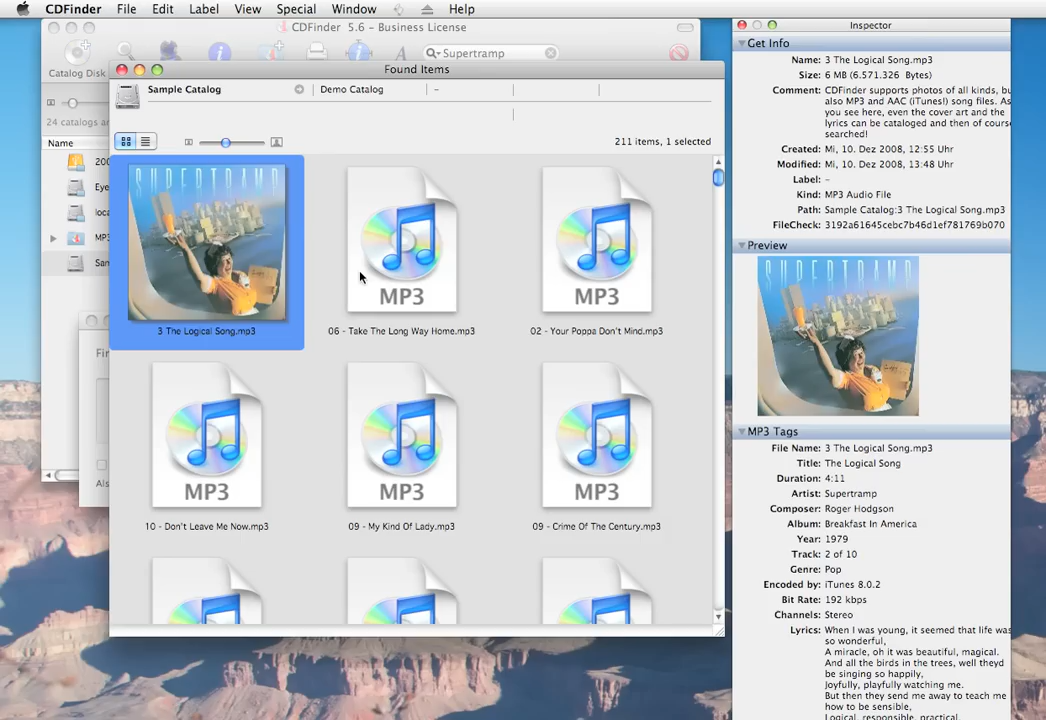 CDFinder File Edit Label View Special Window Help
CDFinder 5.6 - Business License
Inspector
Catalog Disk
Supertramp
24 catalogs a
Name
200
Eye
loca
MP3
Sam
Fin
Als
Found Items
Sample Catalog Demo Catalog –
211 items, 1 selected
SUPERTRAMP
3 The Logical Song.mp3
MP3
06 - Take The Long Way Home.mp3
MP3
02 - Your Poppa Don't Mind.mp3
MP3
10 - Don't Leave Me Now.mp3
MP3
09 - My Kind Of Lady.mp3
MP3
09 - Crime Of The Century.mp3
Get Info
Name: 3 The Logical Song.mp3
Size: 6 MB (6.571.326 Bytes)
Comment: CDFinder supports photos of all kinds, bu
also MP3 and AAC (iTunes!) song files. As
you see here, even the cover art and the
lyrics can be cataloged and then of cours
searched!
Created: Mi, 10. Dez 2008, 12:55 Uhr
Modified: Mi, 10. Dez 2008, 13:48 Uhr
Label: –
Kind: MP3 Audio File
Path: Sample Catalog:3 The Logical Song.mp3
FileCheck: 3192a61645cebc7b46d1ef781769b070
Preview
SUPERTRAMP
MP3 Tags
File Name: 3 The Logical Song.mp3
Title: The Logical Song
Duration: 4:11
Artist: Supertramp
Composer: Roger Hodgson
Album: Breakfast In America
Year: 1979
Track: 2 of 10
Genre: Pop
Encoded by: iTunes 8.0.2
Bit Rate: 192 kbps
Channels: Stereo
Lyrics: When I was young, it seemed that life wa
so wonderful,
A miracle, oh it was beautiful, magical.
And all the birds in the trees, well theyd
be singing so happily,
Joyfully, playfully watching me.
But then they send me away to teach me
how to be sensible,
Logical, responsible, practical.